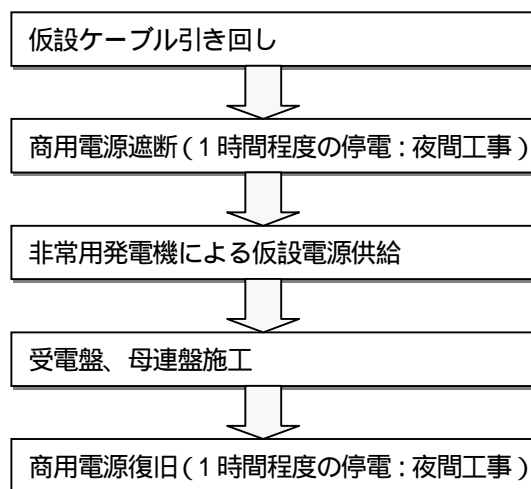 仮設ケーブル引き回し
商用電源遮断(1時間程度の停電:夜間工事)
非常用発電機による仮設電源供給
受電盤、母連盤施工
商用電源復旧(1時間程度の停電:夜間工事)